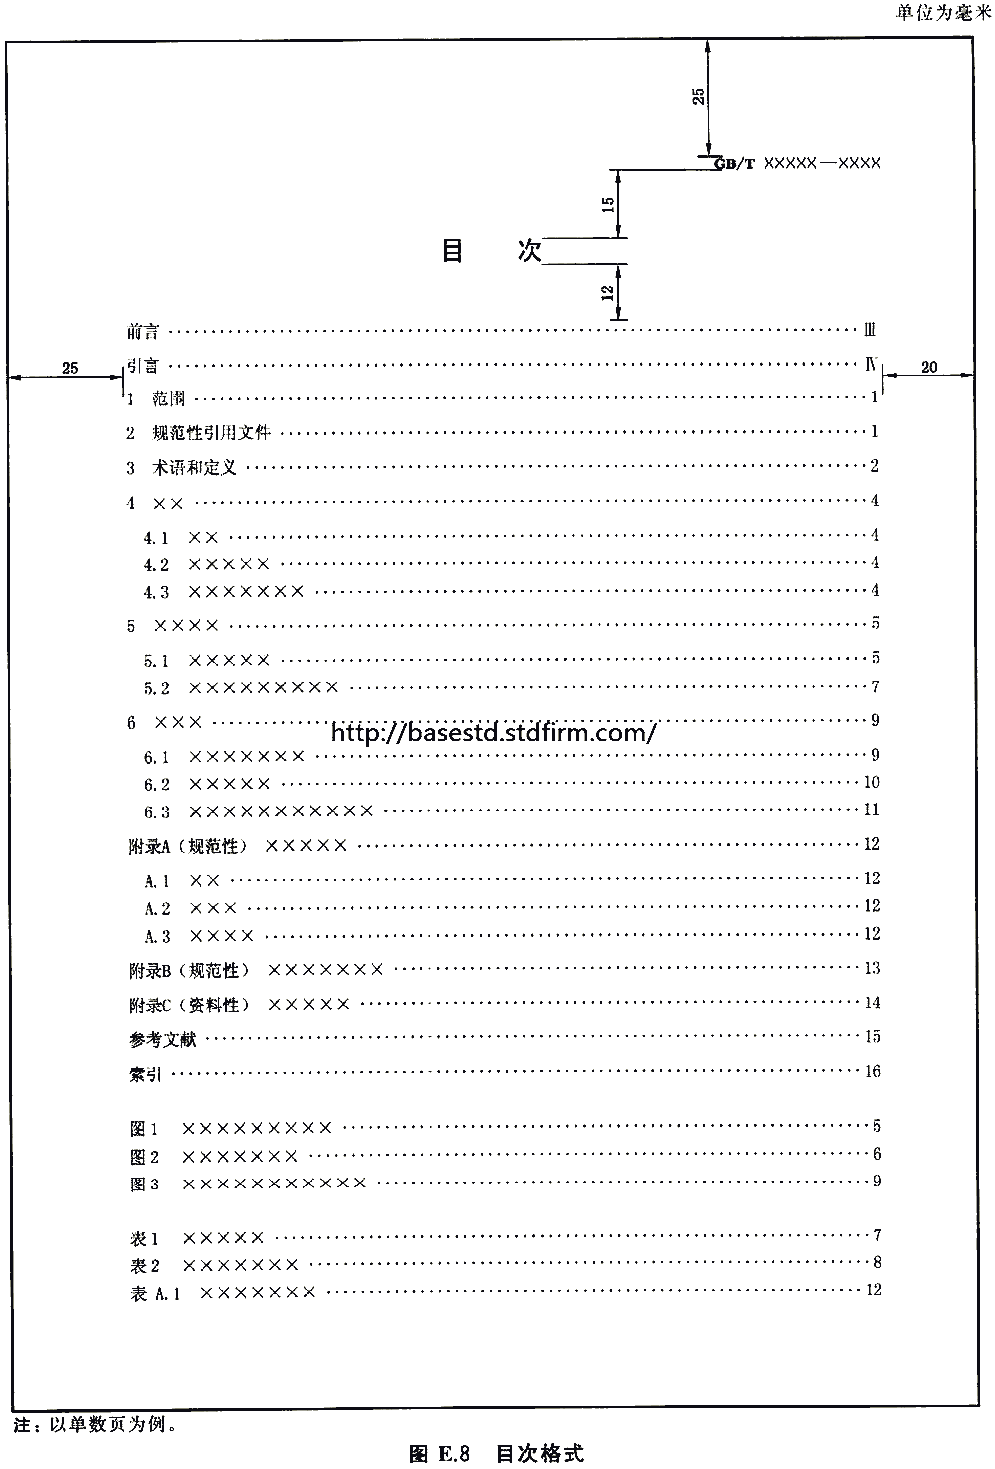 单位为毫米
25
GB/T ×××××—××××
15
目 次
12
前言 …… Ⅲ
25
引言 …… Ⅳ
20
1 范围 …… 1
2 规范性引用文件 …… 1
3 术语和定义 …… 2
4 ×× …… 4
4.1 ×× …… 4
4.2 ××××× …… 4
4.3 ××××××× …… 4
5 ×××× …… 5
5.1 ××××× …… 5
5.2 ××××××××× …… 7
6 ××× …… 9
http://basestd.stdfirm.com/
6.1 ××××××× …… 9
6.2 ××××× …… 10
6.3 ××××××××××× …… 11
附录A（规范性） ××××× …… 12
A.1 ×× …… 12
A.2 ××× …… 12
A.3 ×××× …… 12
附录B（规范性） ××××××× …… 13
附录C（资料性） ××××× …… 14
参考文献 …… 15
索引 …… 16
图1 ××××××××× …… 5
图2 ××××××× …… 6
图3 ××××××××××× …… 9
表1 ××××× …… 7
表2 ××××××× …… 8
表 A.1 ××××××× …… 12
注：以单数页为例。
图 E.8 目次格式